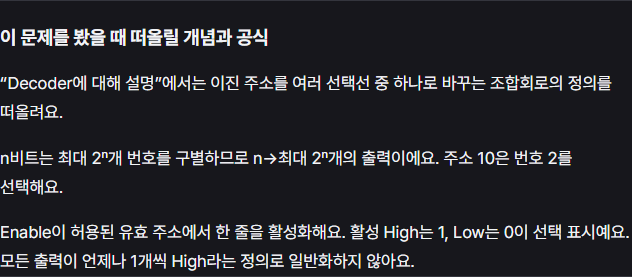 이 문제를 봤을 때 떠올릴 개념과 공식
“Decoder에 대해 설명”에서는 이진 주소를 여러 선택선 중 하나로 바꾸는 조합회로의 정의를
떠올려요.
n비트는 최대 2ⁿ개 번호를 구별하므로 n→최대 2ⁿ개의 출력이에요. 주소 10은 번호 2를
선택해요.
Enable이 허용된 유효 주소에서 한 줄을 활성화해요. 활성 High는 1, Low는 0이 선택 표시예요.
모든 출력이 언제나 1개씩 High라는 정의로 일반화하지 않아요.